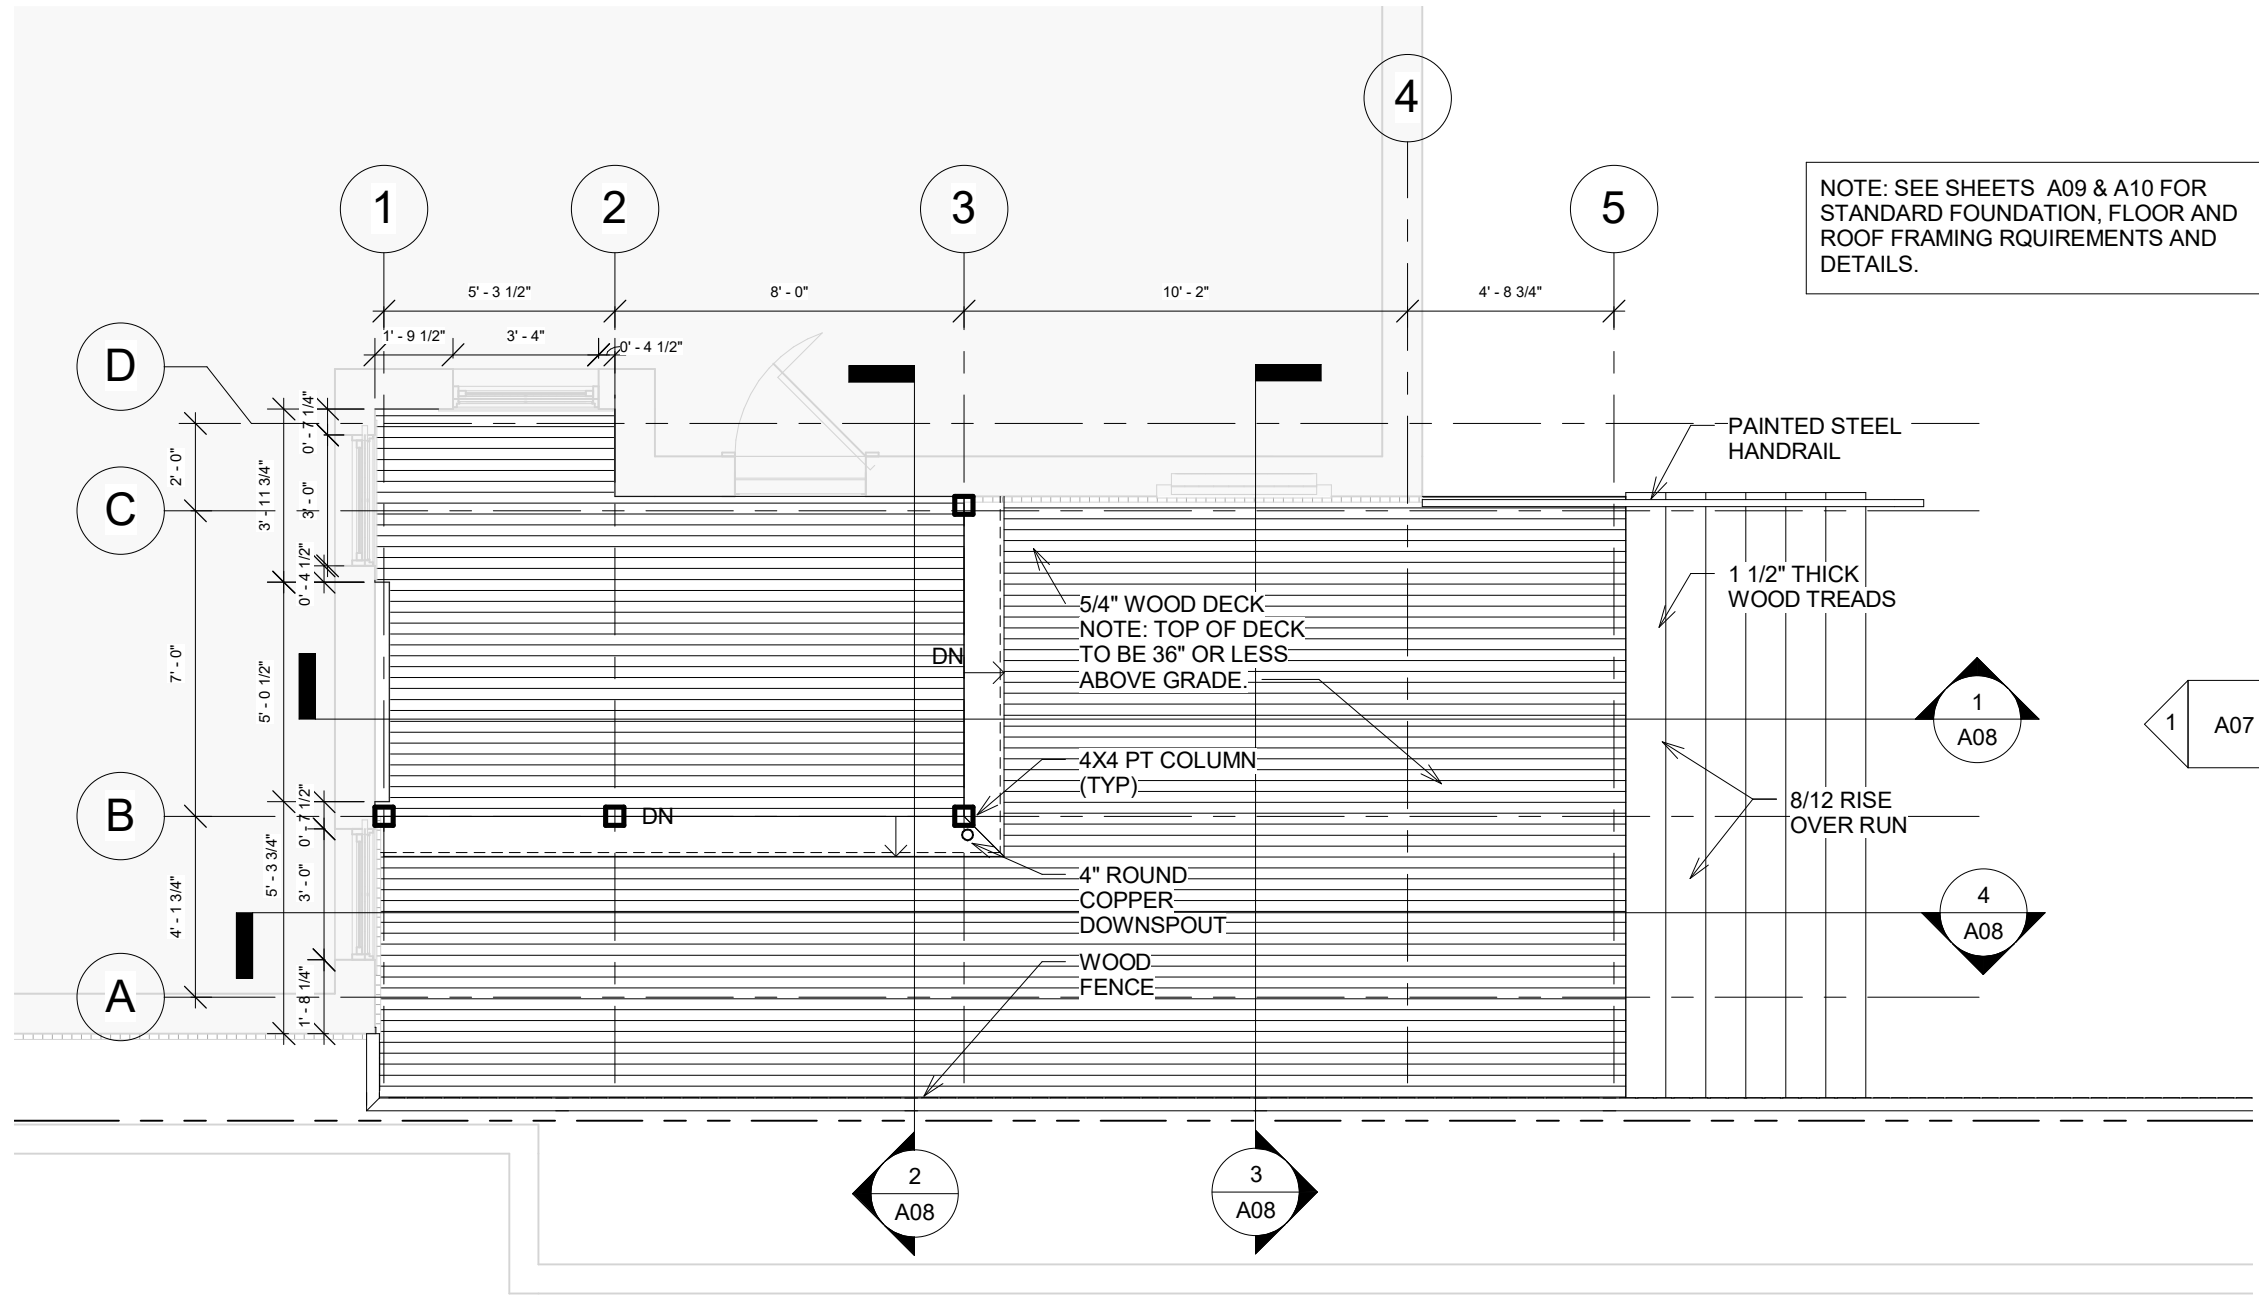 4
1
2
3
5
NOTE: SEE SHEETS A09 & A10 FOR
STANDARD FOUNDATION, FLOOR AND
ROOF FRAMING RQUIREMENTS AND
DETAILS.
5' - 3 1/2"
8' - 0"
10' - 2"
4' - 8 3/4"
1' - 9 1/2"
3' - 4"
0' - 4 1/2"
D
C
B
A
2' - 0"
7' - 0"
4' - 1 3/4"
3' - 11 3/4"
5' - 0 1/2"
5' - 3 3/4"
0' - 7 1/4"
3' - 0"
0' - 4 1/2"
0' - 7 1/2"
3' - 0"
1' - 8 1/4"
PAINTED STEEL
HANDRAIL
1 1/2" THICK
WOOD TREADS
5/4" WOOD DECK
NOTE: TOP OF DECK
TO BE 36" OR LESS
ABOVE GRADE.
DN
4X4 PT COLUMN
(TYP)
DN
8/12 RISE
OVER RUN
4" ROUND
COPPER
DOWNSPOUT
WOOD
FENCE
1
A08
1
A07
4
A08
2
A08
3
A08